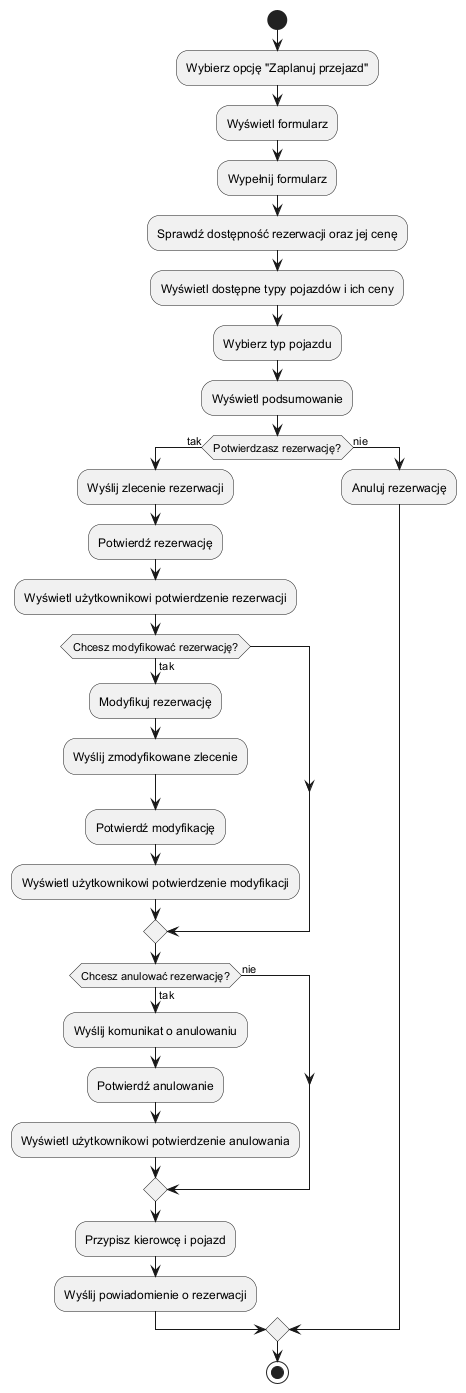 Wybierz opcję "Zaplanuj przejazd"
Wyświetl formularz
Wypełnij formularz
Sprawdź dostępność rezerwacji oraz jej cenę
Wyświetl dostępne typy pojazdów i ich ceny
Wybierz typ pojazdu
Wyświetl podsumowanie
tak
Potwierdzasz rezerwację?
nie
Wyślij zlecenie rezerwacji
Anuluj rezerwację
Potwierdź rezerwację
Wyświetl użytkownikowi potwierdzenie rezerwacji
Chcesz modyfikować rezerwację?
tak
Modyfikuj rezerwację
Wyślij zmodyfikowane zlecenie
Potwierdź modyfikację
Wyświetl użytkownikowi potwierdzenie modyfikacji
Chcesz anulować rezerwację?
nie
tak
Wyślij komunikat o anulowaniu
Potwierdź anulowanie
Wyświetl użytkownikowi potwierdzenie anulowania
Przypisz kierowcę i pojazd
Wyślij powiadomienie o rezerwacji